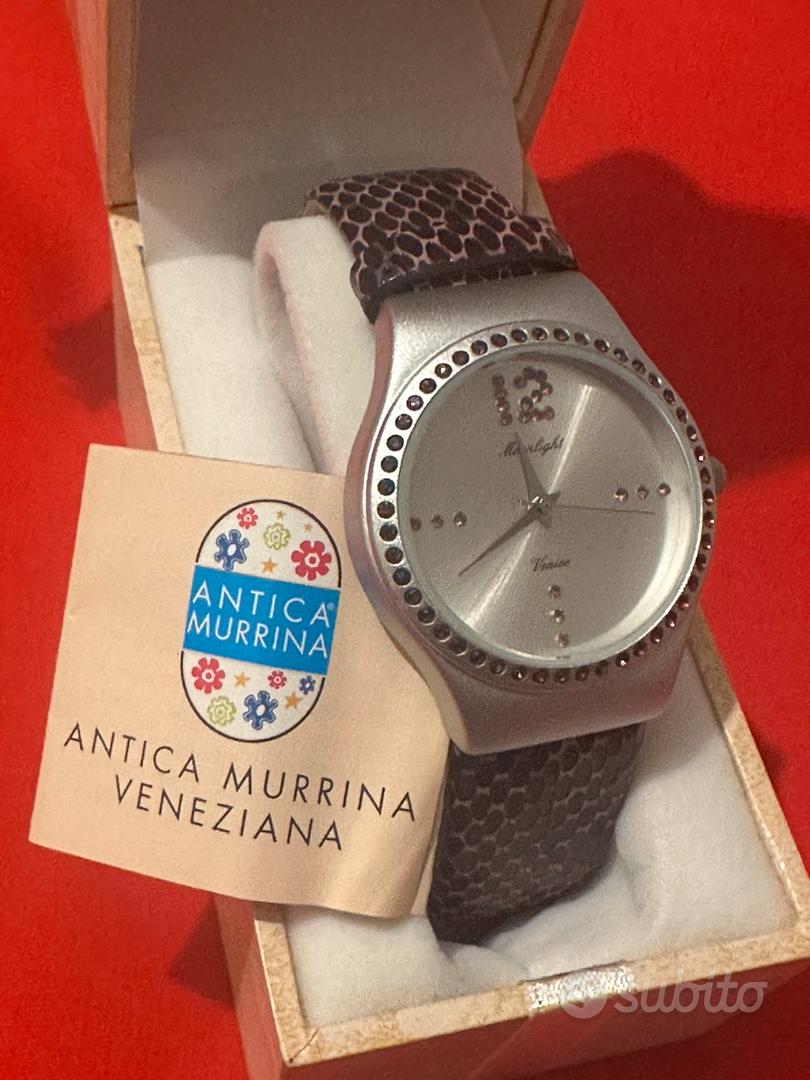 12
Moonlight
Venice
ANTICA®
MURRINA
ANTICA MURRINA
VENEZIANA
subito